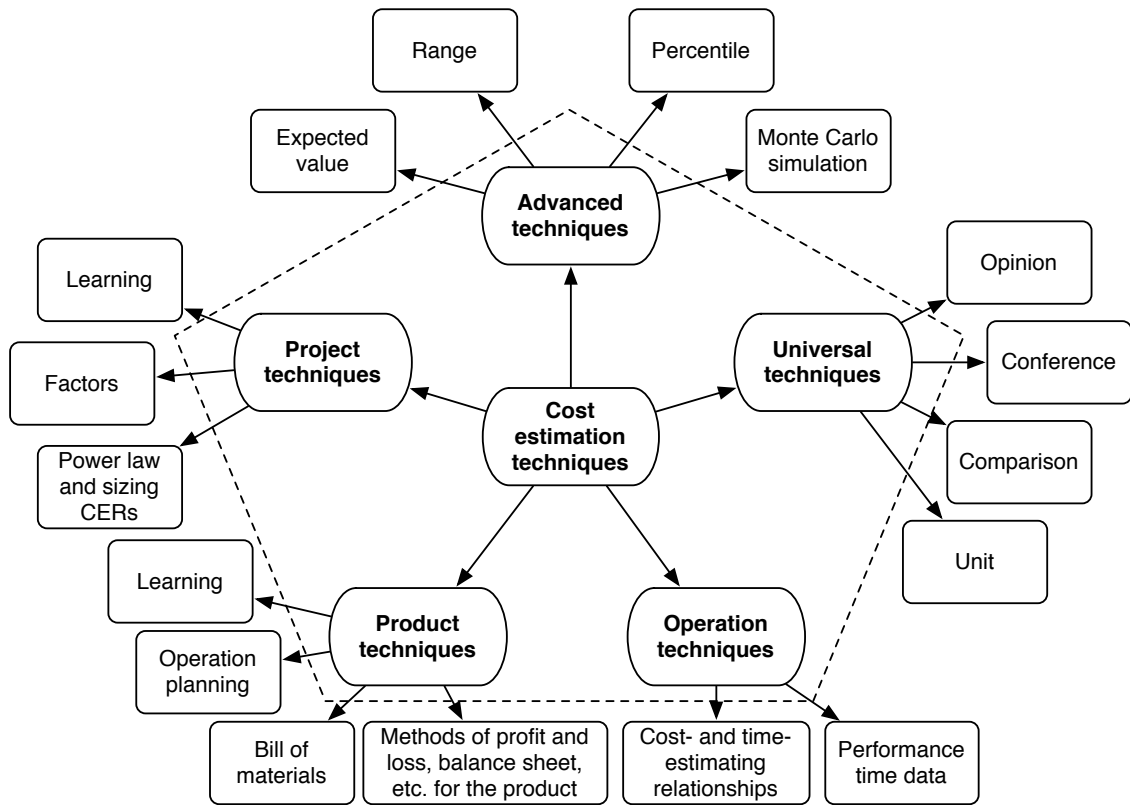 Range
Percentile
Expected
value
Monte Carlo
simulation
Advanced
techniques
Learning
Opinion
Project
techniques
Universal
techniques
Factors
Conference
Cost
estimation
techniques
Power law
and sizing
CERs
Comparison
Unit
Learning
Product
techniques
Operation
techniques
Operation
planning
Bill of
materials
Methods of profit and
loss, balance sheet,
etc. for the product
Cost- and time-
estimating
relationships
Performance
time data